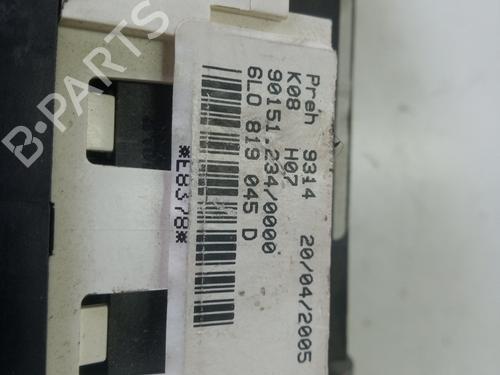 Preh 9314 20/04/2005
K08 H07
90151.234/0000
6L0 819 045 D
*E8378*
B-PARTS